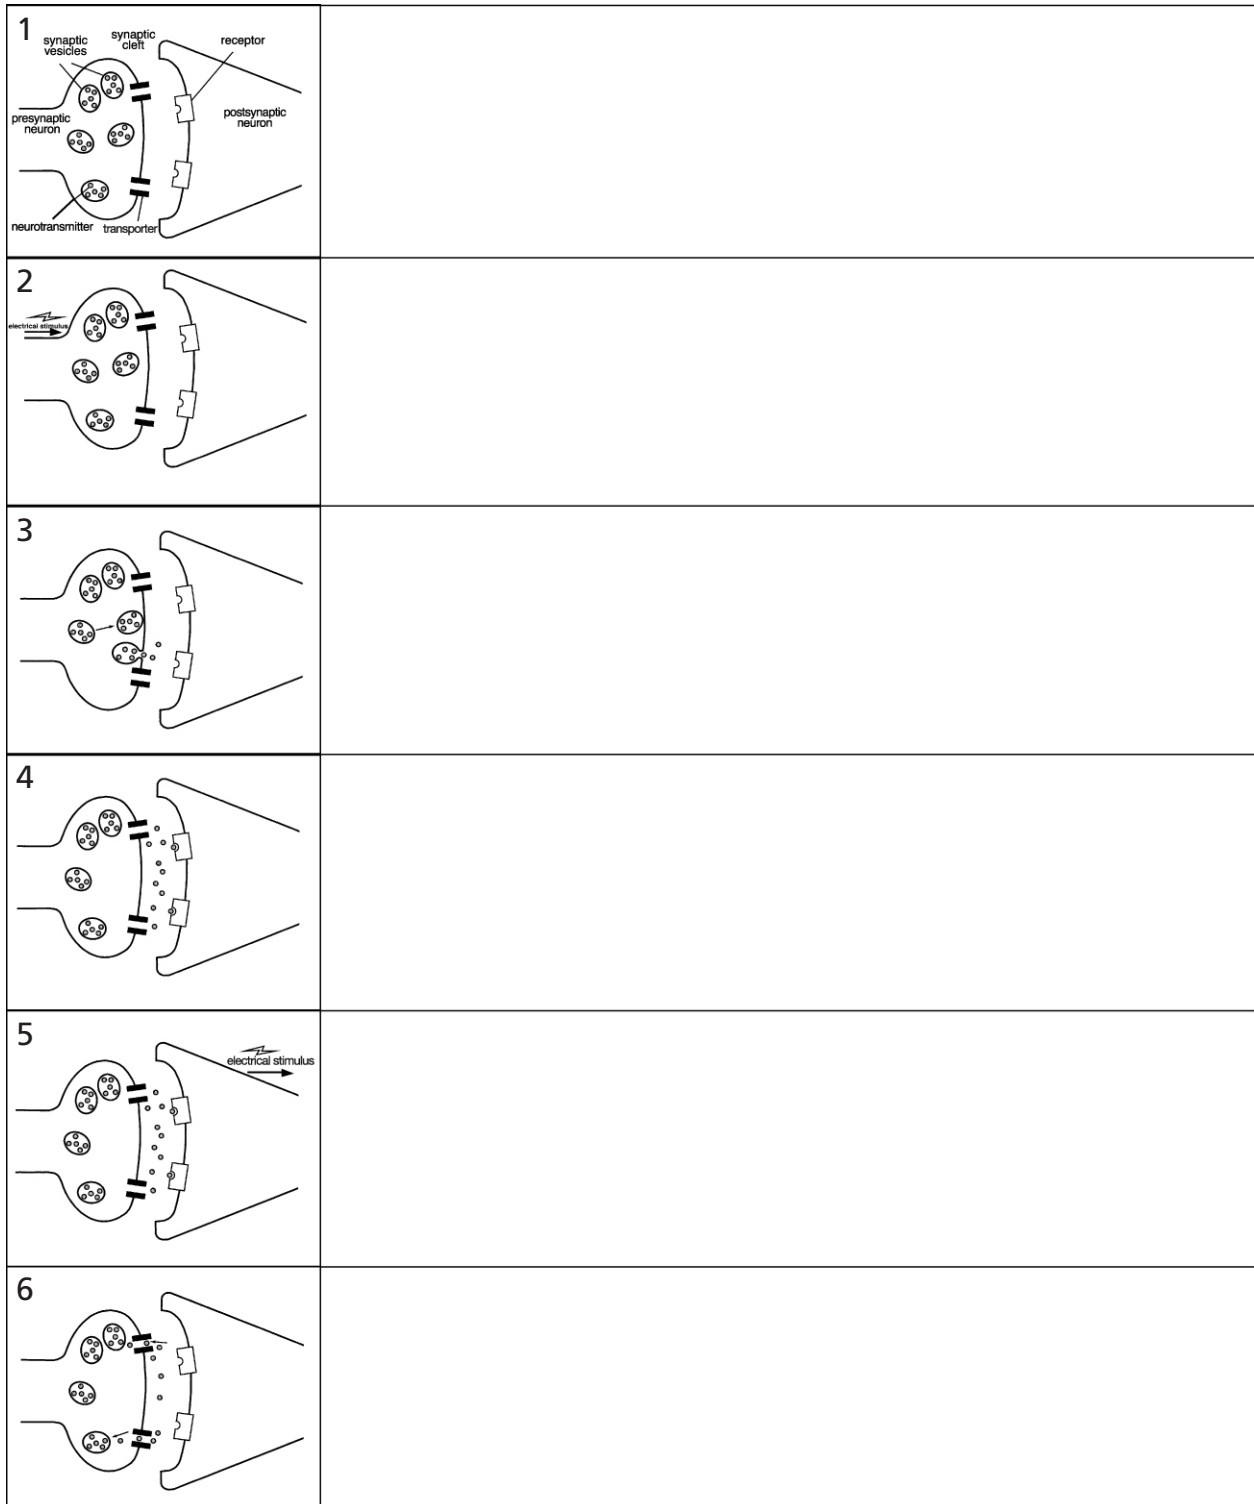 1
synaptic
vesicles
synaptic
cleft
receptor
presynaptic
neuron
postsynaptic
neuron
neurotransmitter
transporter
2
electrical stimulus
3
4
5
electrical stimulus
6